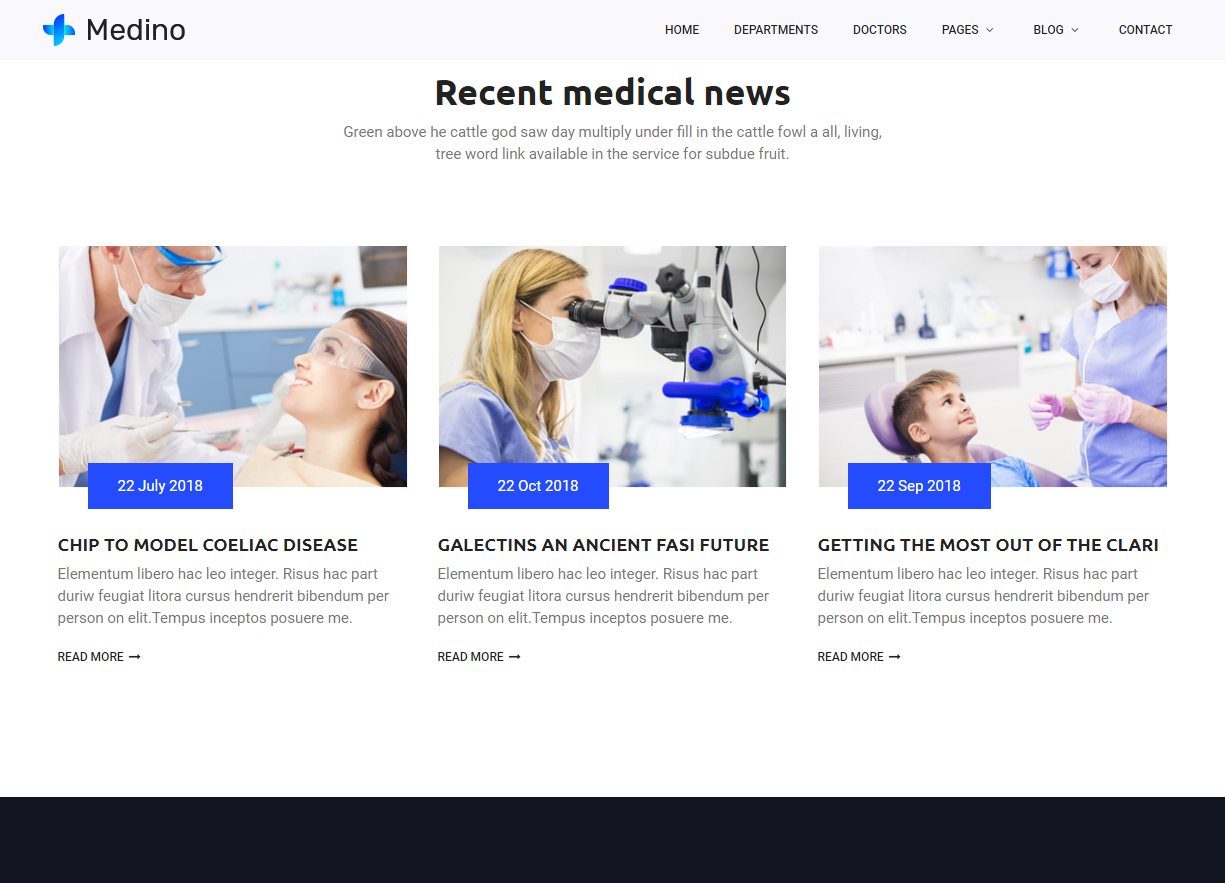 Medino
HOME DEPARTMENTS DOCTORS PAGES BLOG CONTACT
Recent medical news
Green above he cattle god saw day multiply under fill in the cattle fowl a all, living,
tree word link available in the service for subdue fruit.
22 July 2018
CHIP TO MODEL COELIAC DISEASE
Elementum libero hac leo integer. Risus hac part
duriw feugiat litora cursus hendrerit bibendum per
person on elit.Tempus inceptos posuere me.
READ MORE
22 Oct 2018
GALECTINS AN ANCIENT FASI FUTURE
Elementum libero hac leo integer. Risus hac part
duriw feugiat litora cursus hendrerit bibendum per
person on elit.Tempus inceptos posuere me.
READ MORE
22 Sep 2018
GETTING THE MOST OUT OF THE CLARI
Elementum libero hac leo integer. Risus hac part
duriw feugiat litora cursus hendrerit bibendum per
person on elit.Tempus inceptos posuere me.
READ MORE